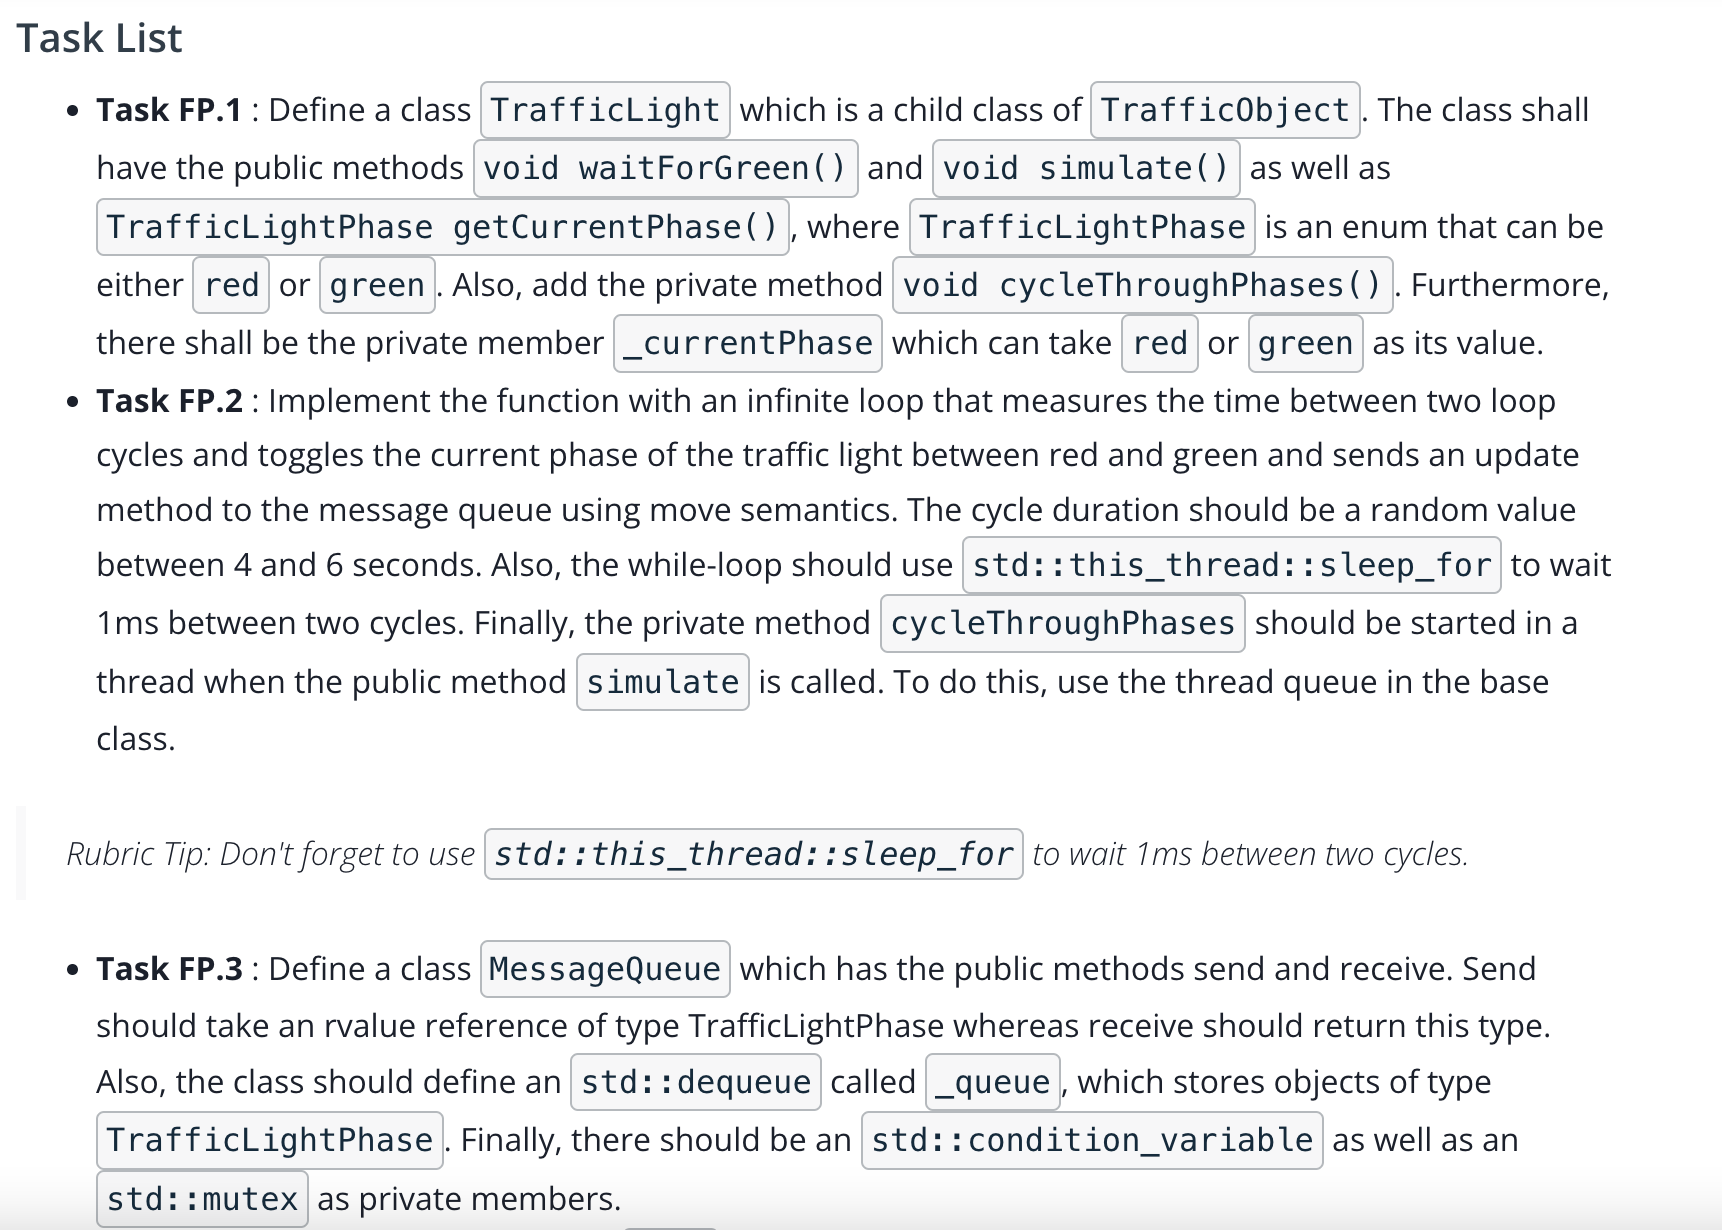 Task List
• Task FP.1 : Define a class TrafficLight which is a child class of TrafficObject. The class shall
have the public methods void waitForGreen() and void simulate() as well as
TrafficLightPhase getCurrentPhase(), where TrafficLightPhase is an enum that can be
either red or green. Also, add the private method void cycleThroughPhases(). Furthermore,
there shall be the private member _currentPhase which can take red or green as its value.
• Task FP.2 : Implement the function with an infinite loop that measures the time between two loop
cycles and toggles the current phase of the traffic light between red and green and sends an update
method to the message queue using move semantics. The cycle duration should be a random value
between 4 and 6 seconds. Also, the while-loop should use std::this_thread::sleep_for to wait
1ms between two cycles. Finally, the private method cycleThroughPhases should be started in a
thread when the public method simulate is called. To do this, use the thread queue in the base
class.
Rubric Tip: Don't forget to use std::this_thread::sleep_for to wait 1ms between two cycles.
• Task FP.3 : Define a class MessageQueue which has the public methods send and receive. Send
should take an rvalue reference of type TrafficLightPhase whereas receive should return this type.
Also, the class should define an std::dequeue called _queue, which stores objects of type
TrafficLightPhase. Finally, there should be an std::condition_variable as well as an
std::mutex as private members.